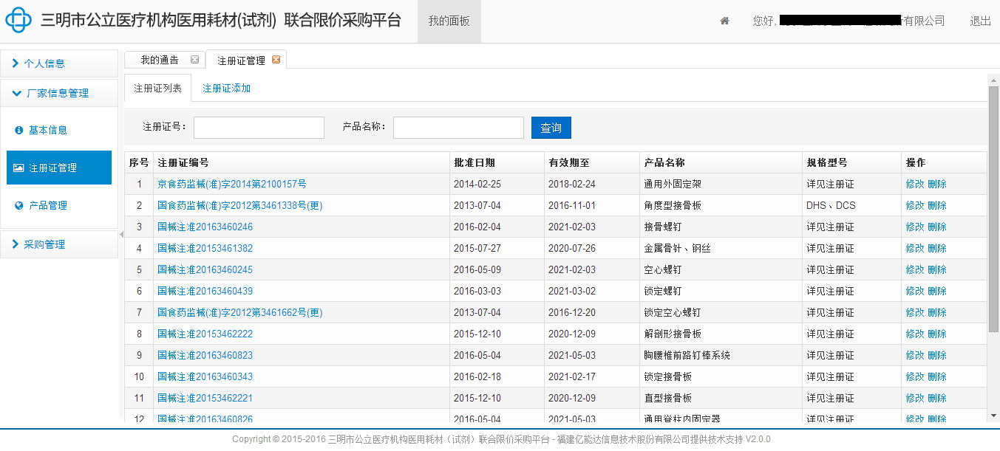 三明市公立医疗机构医用耗材(试剂) 联合限价采购平台 我的面板 您好, 有限公司 退出
个人信息
厂家信息管理
基本信息
注册证管理
产品管理
采购管理
我的通告 注册证管理
注册证列表 注册证添加
注册证号： 产品名称： 查询
序号 注册证编号 批准日期 有效期至 产品名称 规格型号 操作
1 京食药监械(准)字2014第2100157号 2014-02-25 2018-02-24 通用外固定架 详见注册证 修改 删除
2 国食药监械(准)字2012第3461338号(更) 2013-07-04 2016-11-01 角度型接骨板 DHS、DCS 修改 删除
3 国械注准20163460246 2016-02-04 2021-02-03 接骨螺钉 详见注册证 修改 删除
4 国械注准20153461382 2015-07-27 2020-07-26 金属骨针、钢丝 详见注册证 修改 删除
5 国械注准20163460245 2016-05-09 2021-02-03 空心螺钉 详见注册证 修改 删除
6 国械注准20163460439 2016-03-03 2021-03-02 锁定螺钉 详见注册证 修改 删除
7 国食药监械(准)字2012第3461662号(更) 2013-07-04 2016-12-20 锁定空心螺钉 详见注册证 修改 删除
8 国械注准20153462222 2015-12-10 2020-12-09 解剖形接骨板 详见注册证 修改 删除
9 国械注准20163460823 2016-05-04 2021-05-03 胸腰椎前路钉棒系统 详见注册证 修改 删除
10 国械注准20163460343 2016-02-18 2021-02-17 锁定接骨板 详见注册证 修改 删除
11 国械注准20153462221 2015-12-10 2020-12-09 直型接骨板 详见注册证 修改 删除
12 国械注准20163460826 2016-05-04 2021-05-03 通用脊柱内固定器 详见注册证 修改 删除
Copyright © 2015-2016 三明市公立医疗机构医用耗材（试剂）联合限价采购平台 - 福建亿能达信息技术股份有限公司提供技术支持 V2.0.0